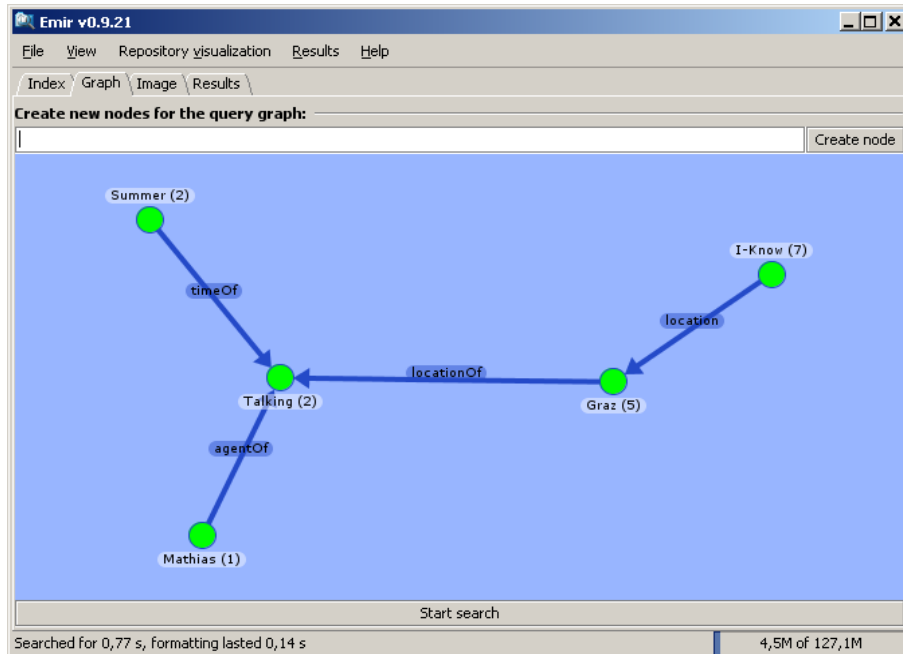 Emir v0.9.21
File View Repository visualization Results Help
Index Graph Image Results
Create new nodes for the query graph:
Create node
Summer (2)
I-Know (7)
timeOf
location
locationOf
Talking (2)
Graz (5)
agentOf
Mathias (1)
Start search
Searched for 0,77 s, formatting lasted 0,14 s
4,5M of 127,1M